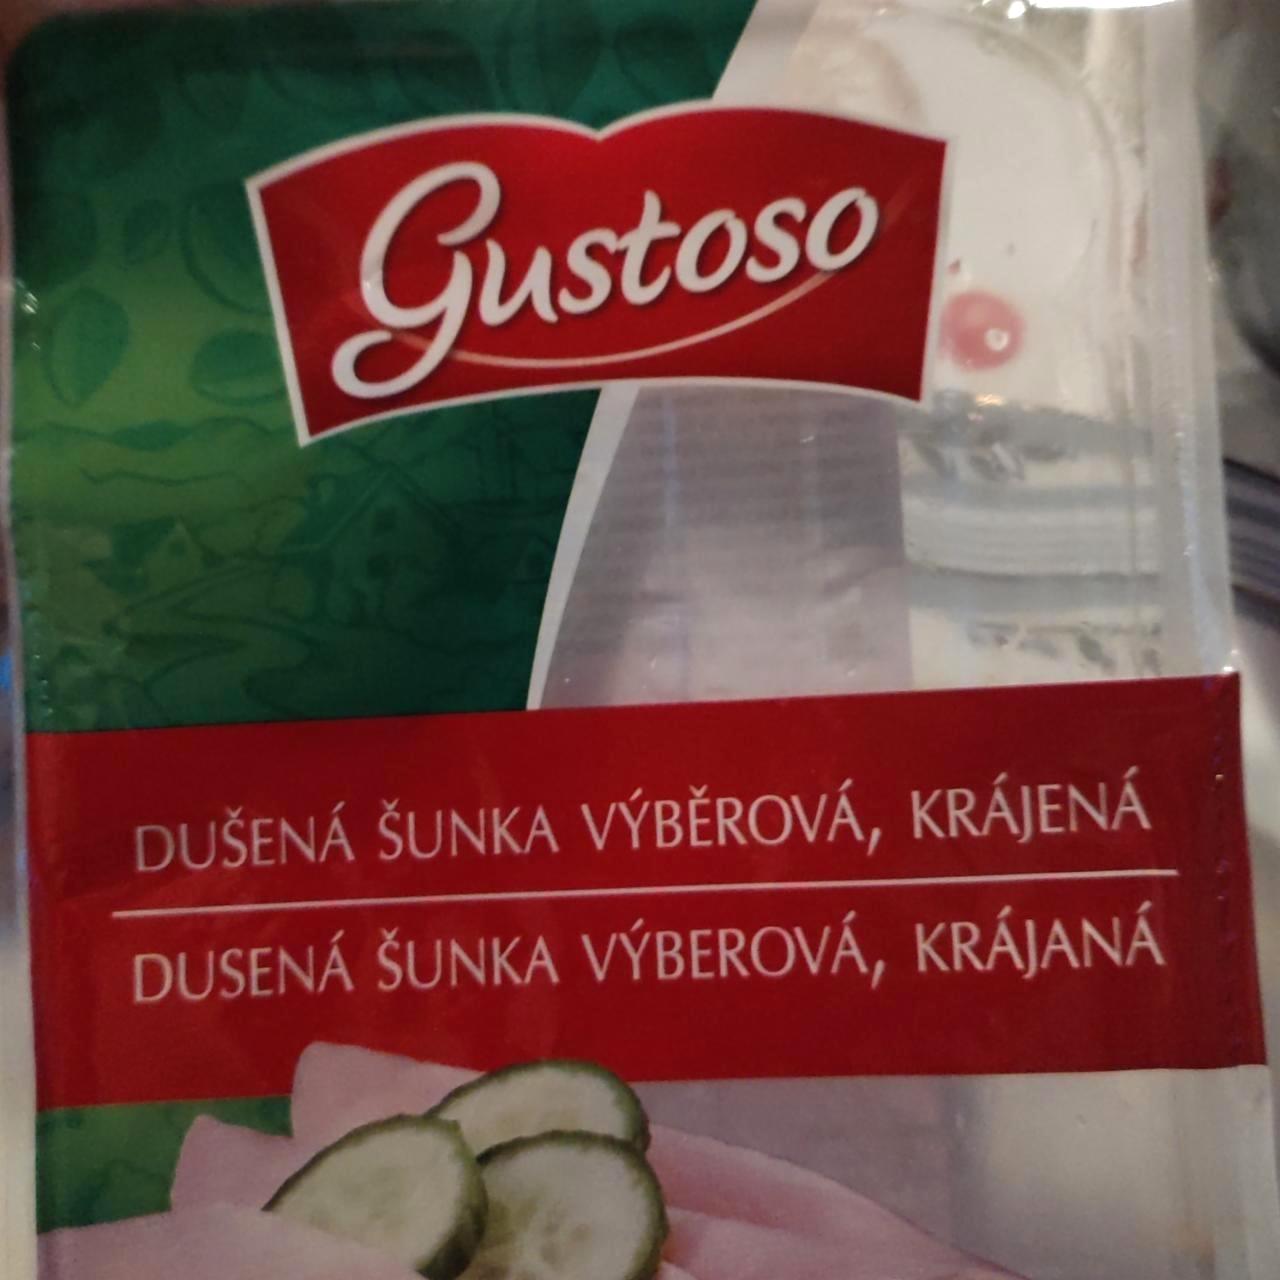 Gustoso
DUŠENÁ ŠUNKA VÝBĚROVÁ, KRÁJENÁ
DUSENÁ ŠUNKA VÝBEROVÁ, KRÁJANÁ